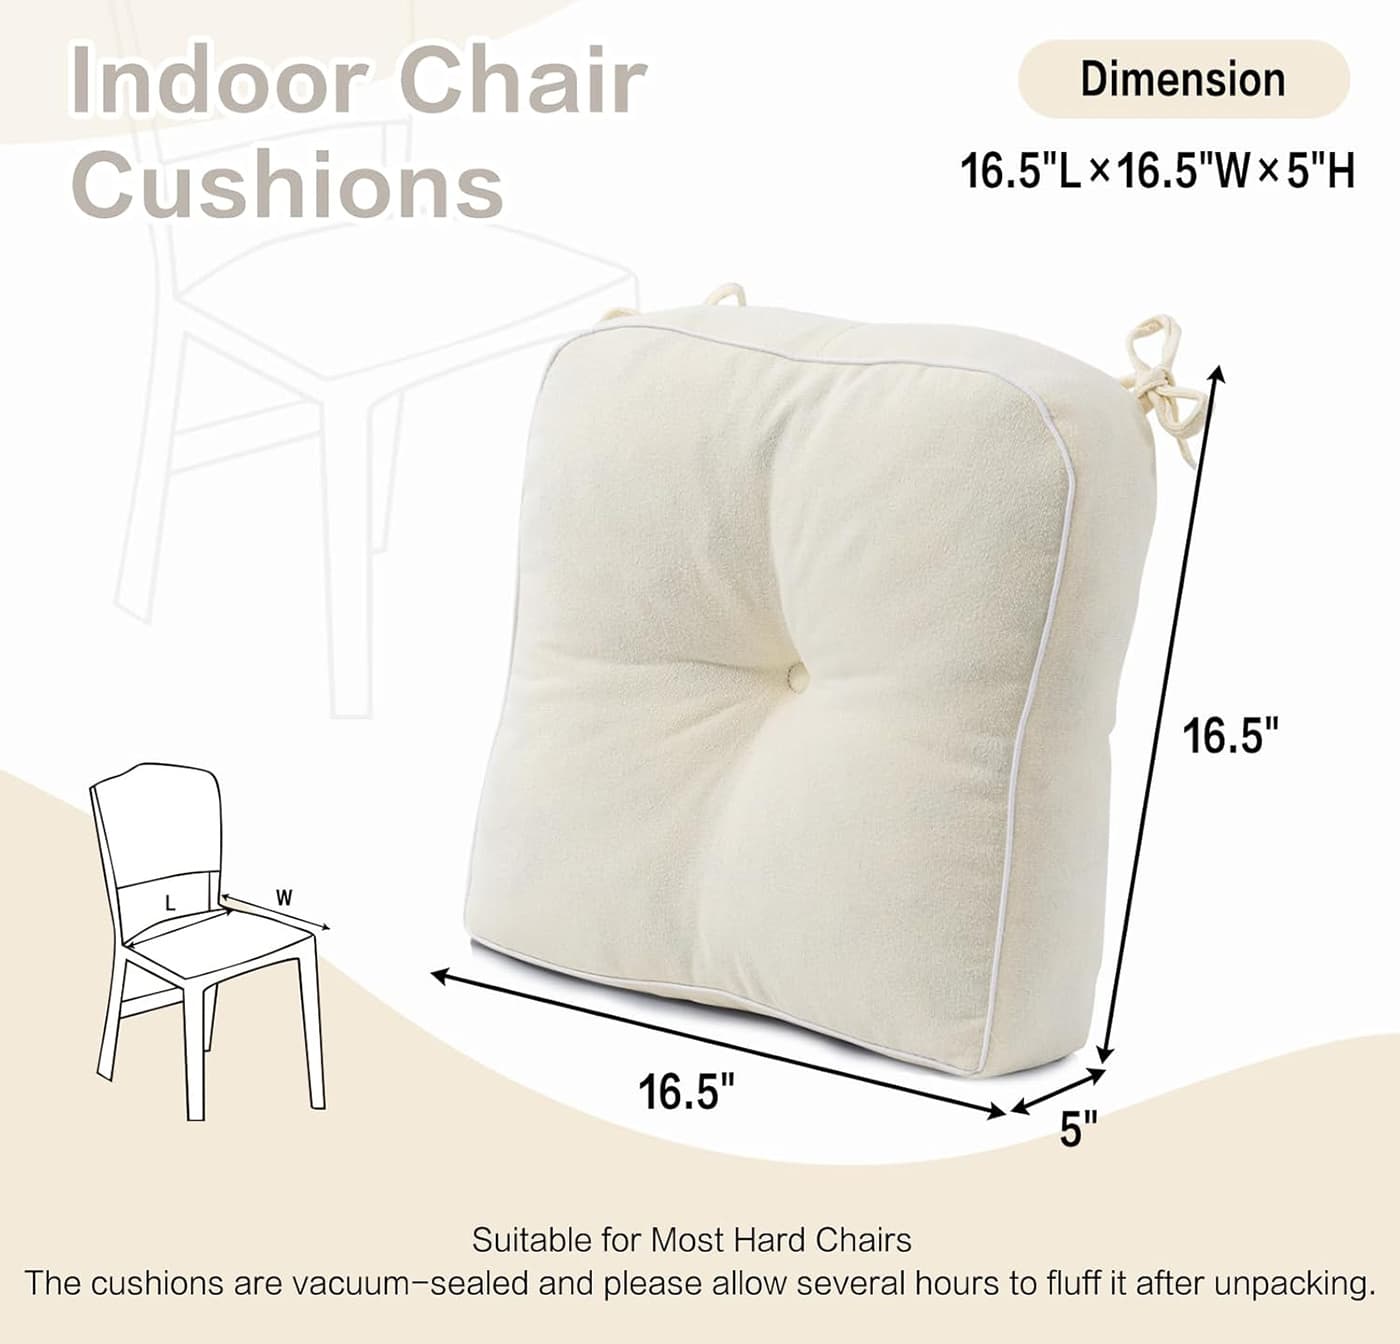 Indoor Chair
Cushions
Dimension
16.5"L×16.5"W×5"H
16.5"
L
W
16.5"
5"
Suitable for Most Hard Chairs
The cushions are vacuum-sealed and please allow several hours to fluff it after unpacking.